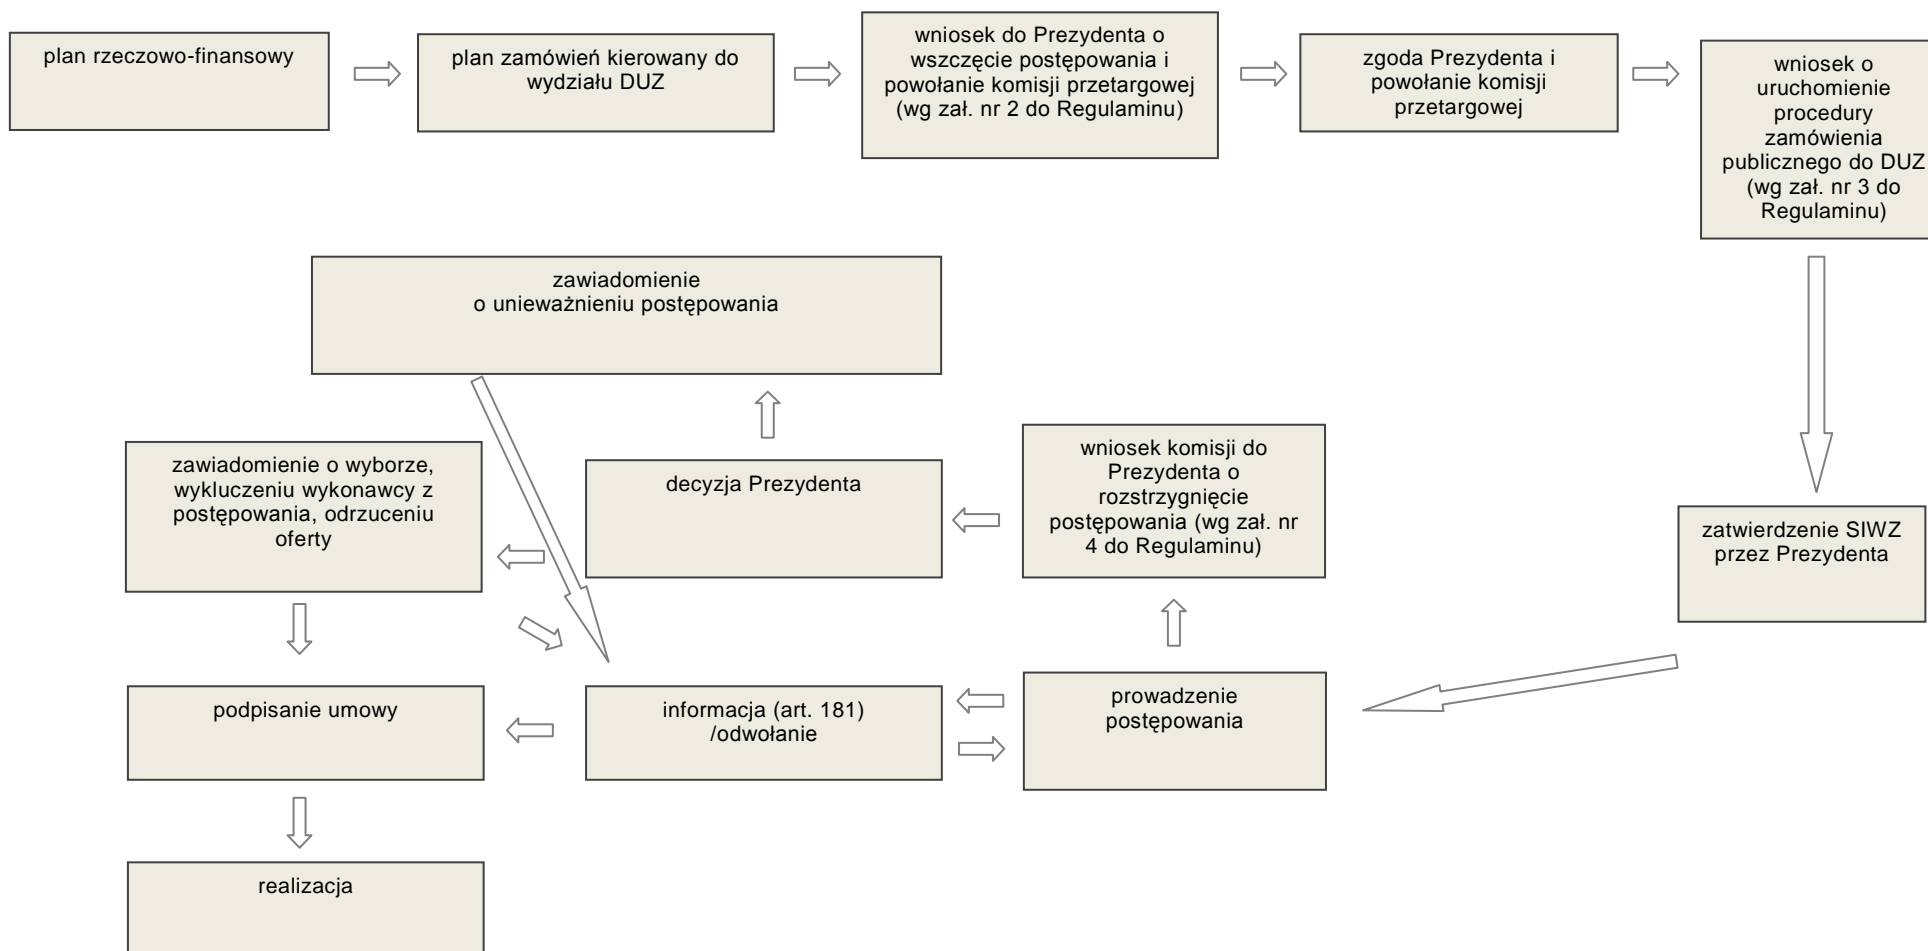 plan rzeczowo-finansowy
plan zamówień kierowany do
wydziału DUZ
wniosek do Prezydenta o
wszczęcie postępowania i
powołanie komisji przetargowej
(wg zał. nr 2 do Regulaminu)
zgoda Prezydenta i
powołanie komisji
przetargowej
wniosek o
uruchomienie
procedury
zamówienia
publicznego do DUZ
(wg zał. nr 3 do
Regulaminu)
zawiadomienie
o unieważnieniu postępowania
zawiadomienie o wyborze,
wykluczeniu wykonawcy z
postępowania, odrzuceniu
oferty
decyzja Prezydenta
wniosek komisji do
Prezydenta o
rozstrzygnięcie
postępowania (wg zał. nr
4 do Regulaminu)
zatwierdzenie SIWZ
przez Prezydenta
podpisanie umowy
informacja (art. 181)
/odwołanie
prowadzenie
postępowania
realizacja